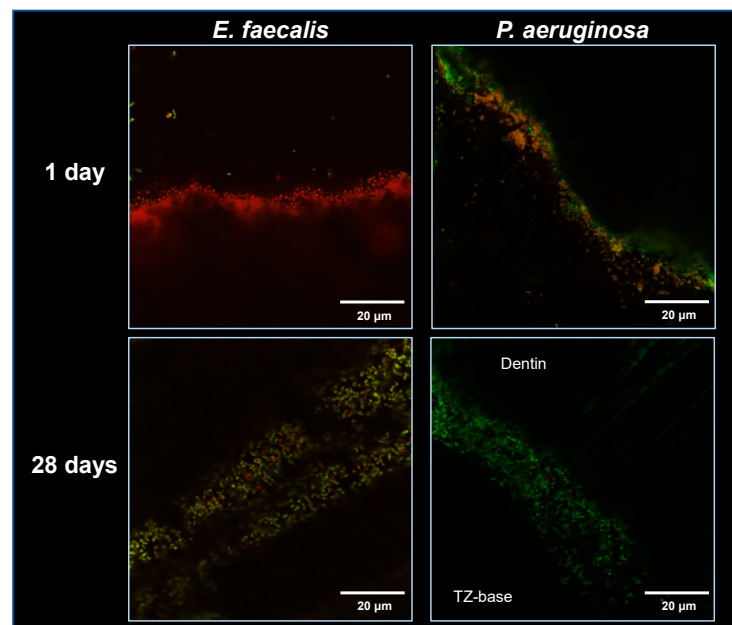 E. faecalis
P. aeruginosa
1 day
20 µm
20 µm
28 days
Dentin
TZ-base
20 µm
20 µm